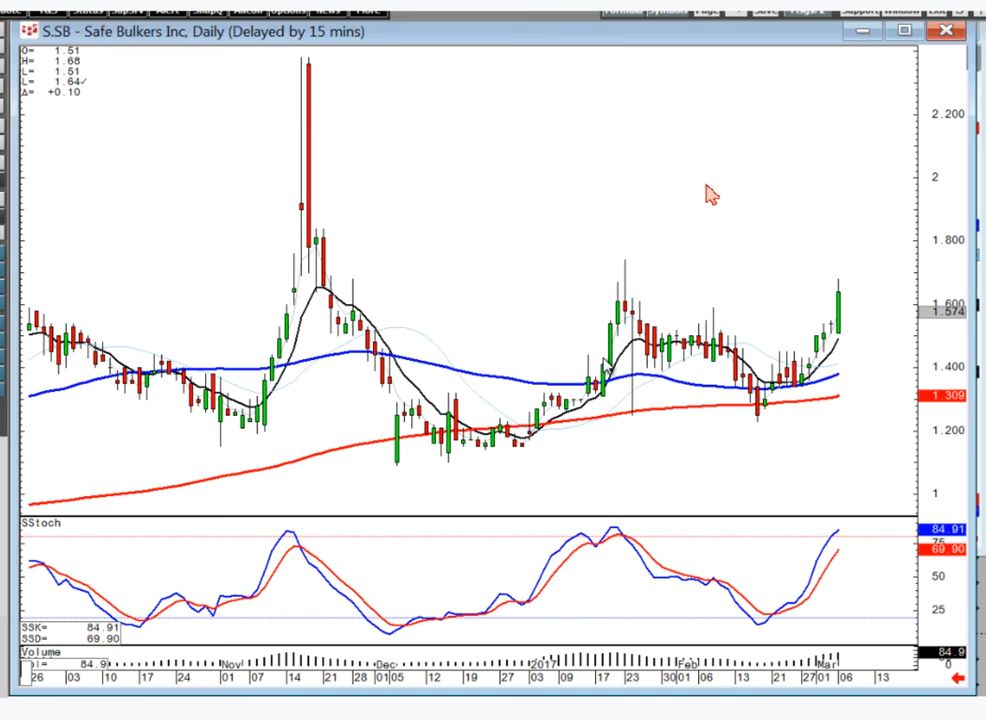 S.SB - Safe Bulkers Inc, Daily (Delayed by 15 mins)
O= 1.51
H= 1.68
L= 1.51
L= 1.64✓
Δ= +0.10
2.200
2
1.800
1.600
1.574
1.400
1.309
1.200
1
SStoch
84.91
75
69.90
50
25
SSK= 84.91
SSD= 69.90
Volume
84.9
84.9
0
Nov Dec 2017 Feb Mar
26 03 10 17 24 01 07 14 21 28 01 05 12 19 27 03 09 17 23 30 01 06 13 21 27 01 06 13